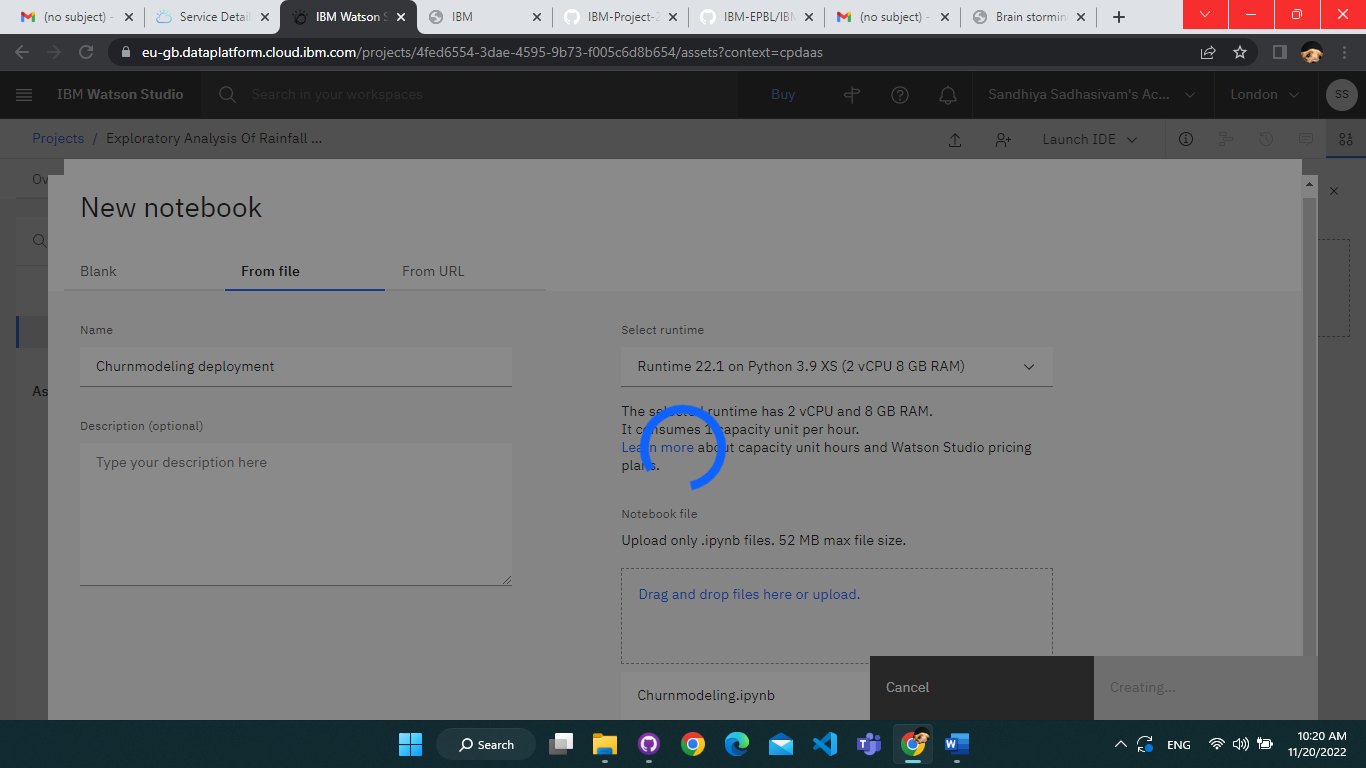 (no subject) -
Service Detail
IBM Watson S
IBM
IBM-Project-2
IBM-EPBL/IBM
(no subject) -
Brain stormin
eu-gb.dataplatform.cloud.ibm.com/projects/4fed6554-3dae-4595-9b73-f005c6d8b654/assets?context=cpdaas
IBM Watson Studio
Search in your workspaces
Buy
Sandhiya Sadhasivam's Ac...
London
SS
Projects / Exploratory Analysis Of Rainfall ...
Launch IDE
Ov
New notebook
Blank
From file
From URL
Name
Churnmodeling deployment
Description (optional)
Type your description here
As
Select runtime
Runtime 22.1 on Python 3.9 XS (2 vCPU 8 GB RAM)
The selected runtime has 2 vCPU and 8 GB RAM.
It consumes 1 capacity unit per hour.
Learn more about capacity unit hours and Watson Studio pricing
plans.
Notebook file
Upload only .ipynb files. 52 MB max file size.
Drag and drop files here or upload.
Churnmodeling.ipynb
Cancel
Creating...
Search
ENG
10:20 AM
11/20/2022